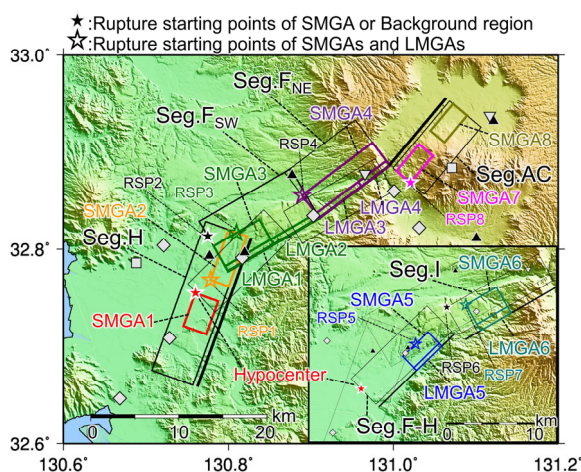 ★:Rupture starting points of SMGA or Background region
☆:Rupture starting points of SMGAs and LMGAs
33.0°
Seg.F_NE
SMGA4
Seg.F_SW
RSP4
SMGA8
SMGA3
Seg.AC
RSP2
RSP3
SMGA7
SMGA2
LMGA4
RSP8
LMGA3
Seg.H
LMGA2
32.8°
LMGA1
Seg.I
SMGA6
SMGA5
SMGA1
RSP5
RSP1
LMGA6
RSP6
RSP7
Hypocenter
LMGA5
km
km
0 10 20
Seg.F-H
0 10
32.6°
130.6° 130.8° 131.0° 131.2°